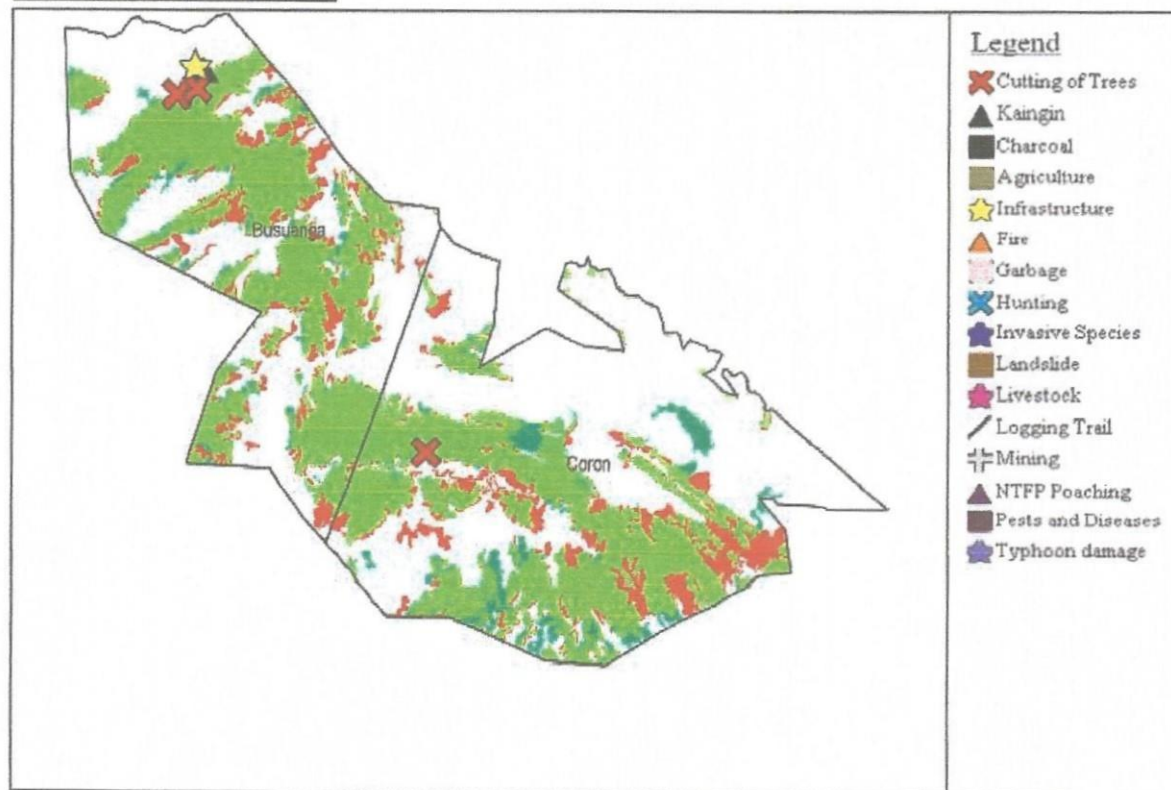 Legend
Cutting of Trees
Kaingin
Charcoal
Agriculture
Infrastructure
Fire
Garbage
Hunting
Invasive Species
Landslide
Livestock
Logging Trail
Mining
NTFP Poaching
Pests and Diseases
Typhoon damage
Busuanga
Coron